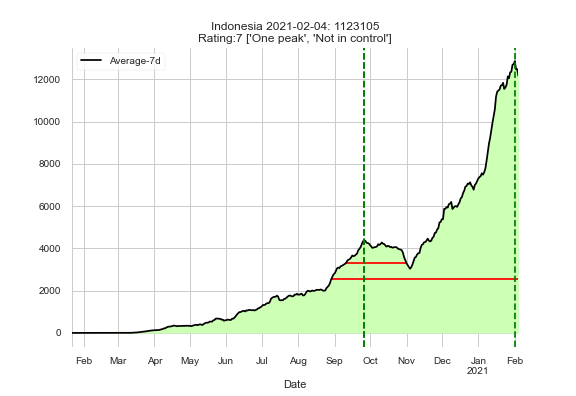 Indonesia 2021-02-04: 1123105
Rating:7 ['One peak', 'Not in control']
Average-7d
12000
10000
8000
6000
4000
2000
0
Feb Mar Apr May Jun Jul Aug Sep Oct Nov Dec Jan Feb
2021
Date